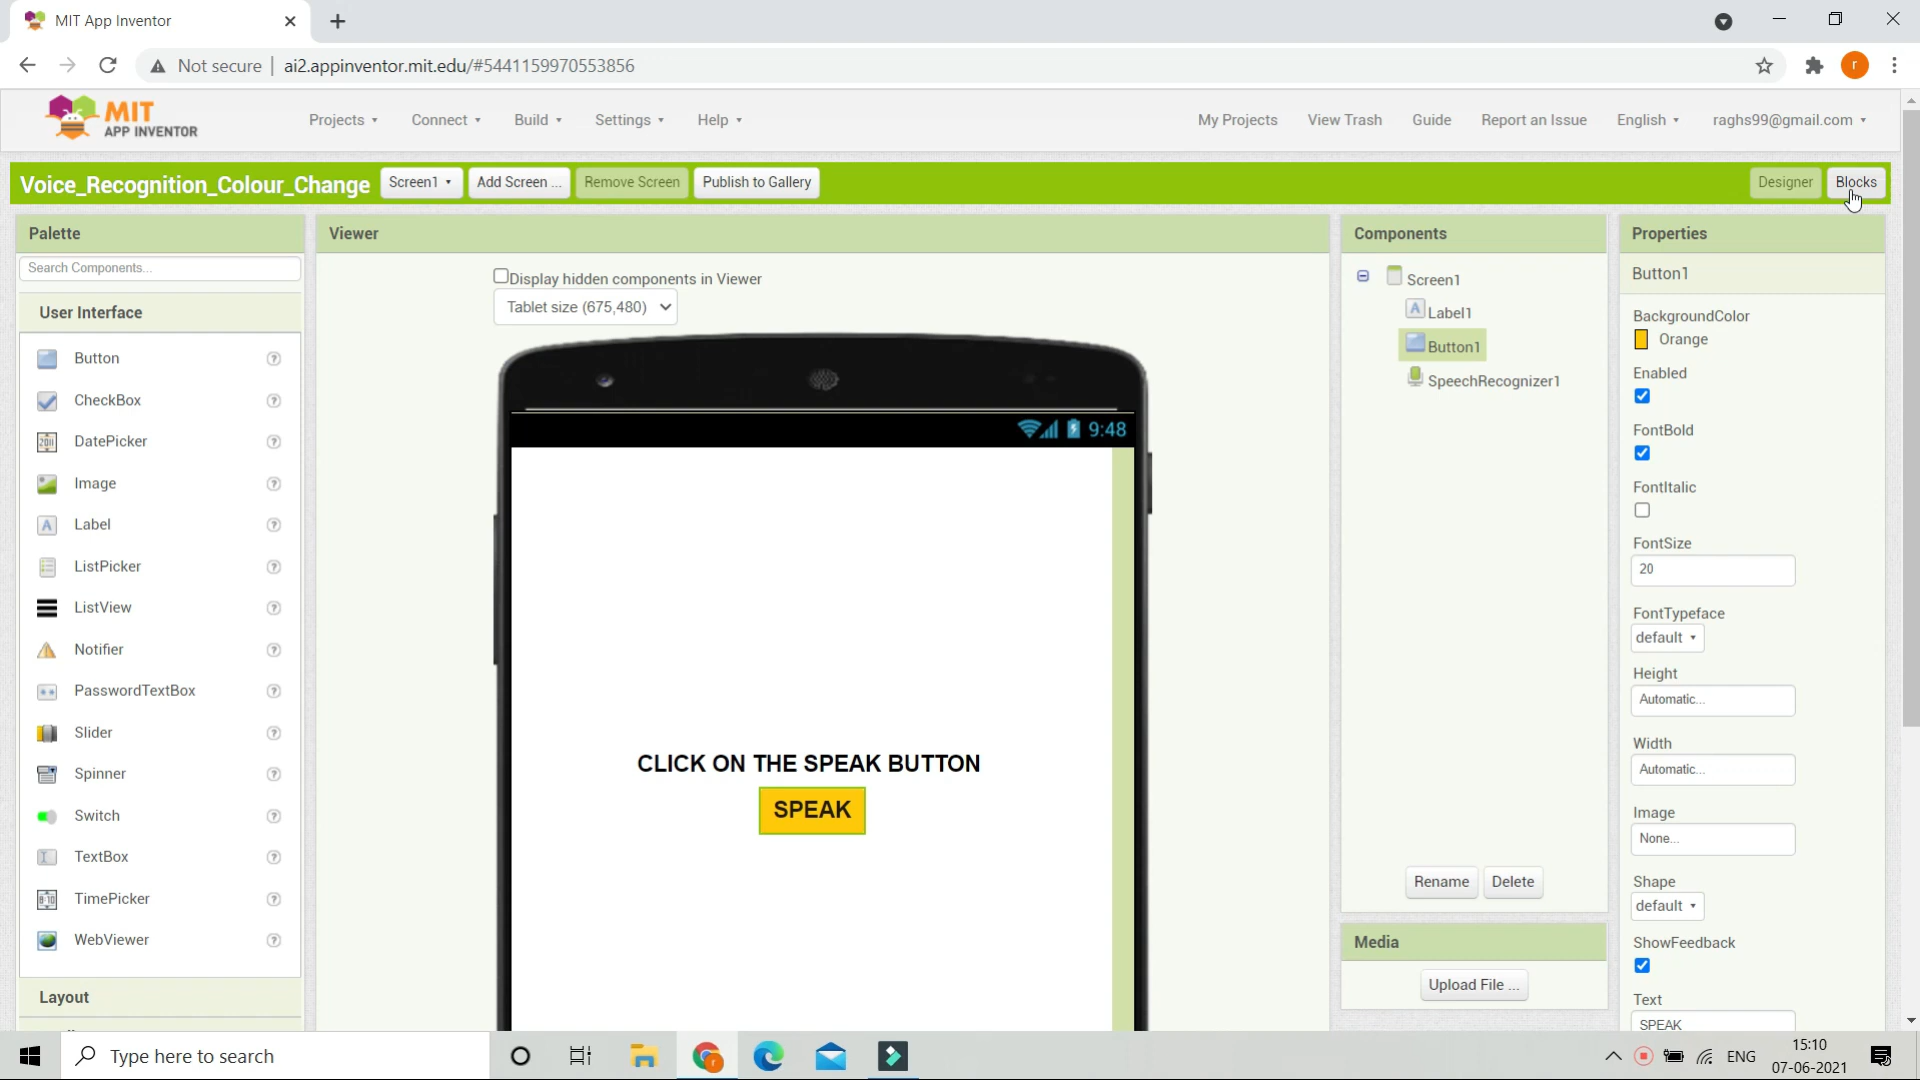 MIT App Inventor
Not secure
ai2.appinventor.mit.edu/#5441159970553856
r
MIT
APP INVENTOR
Projects
Connect
Build
Settings
Help
My Projects
View Trash
Guide
Report an Issue
English
raghs99@gmail.com
Voice_Recognition_Colour_Change
Screen1
Add Screen ...
Remove Screen
Publish to Gallery
Designer
Blocks
Palette
Search Components...
User Interface
Button
CheckBox
DatePicker
Image
Label
ListPicker
ListView
Notifier
PasswordTextBox
Slider
Spinner
Switch
TextBox
TimePicker
WebViewer
Layout
Viewer
Display hidden components in Viewer
Tablet size (675,480)
9:48
CLICK ON THE SPEAK BUTTON
SPEAK
Components
Screen1
Label1
Button1
SpeechRecognizer1
Rename
Delete
Media
Upload File ...
Properties
Button1
BackgroundColor
Orange
Enabled
FontBold
FontItalic
FontSize
20
FontTypeface
default
Height
Automatic...
Width
Automatic...
Image
None...
Shape
default
ShowFeedback
Text
SPEAK
Type here to search
ENG
15:10
07-06-2021